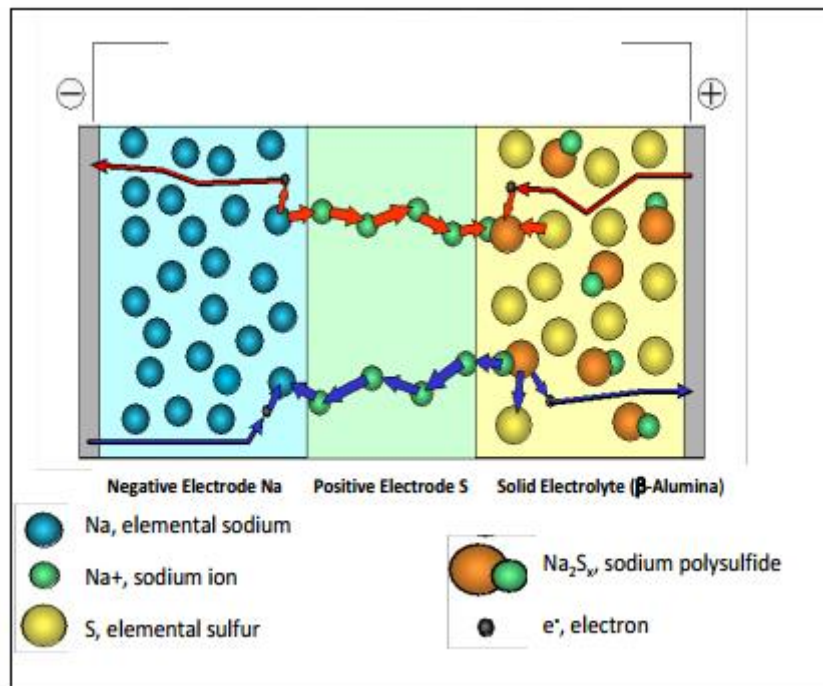 − +
Negative Electrode Na Positive Electrode S Solid Electrolyte (β-Alumina)
Na, elemental sodium
Na+, sodium ion
S, elemental sulfur
Na₂Sₓ, sodium polysulfide
e-, electron